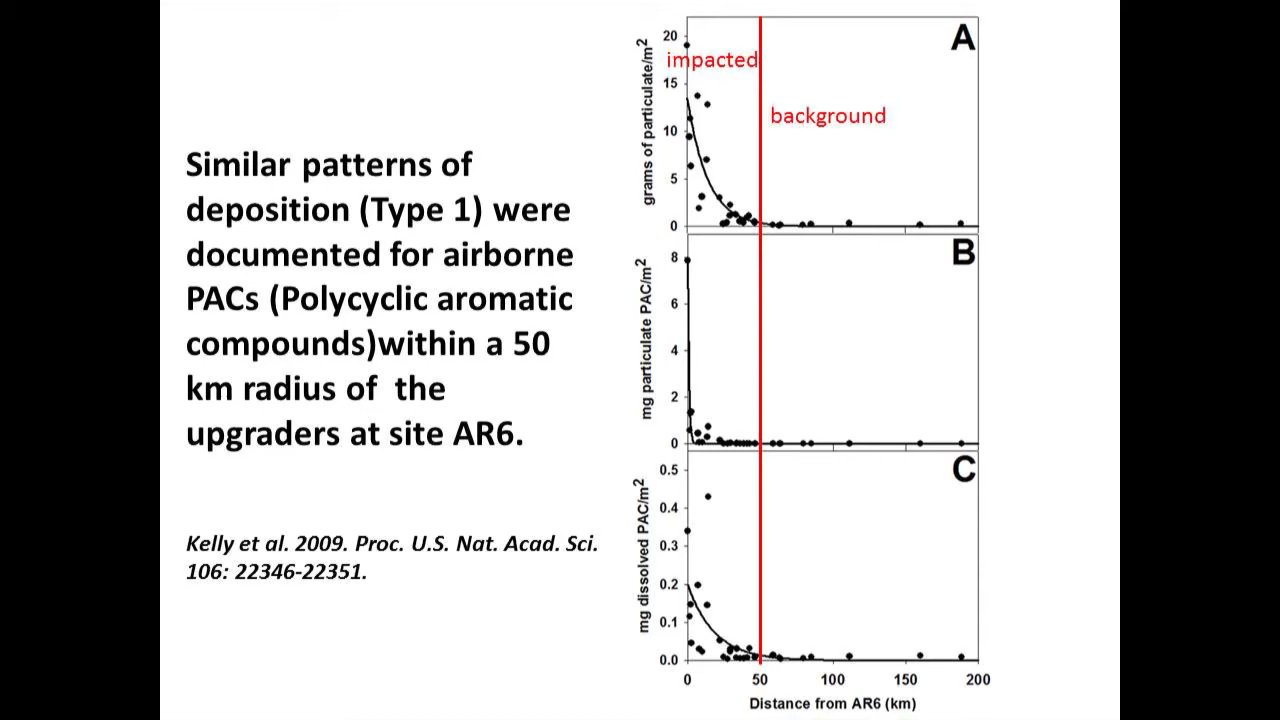 Similar patterns of
deposition (Type 1) were
documented for airborne
PACs (Polycyclic aromatic
compounds)within a 50
km radius of the
upgraders at site AR6.
Kelly et al. 2009. Proc. U.S. Nat. Acad. Sci.
106: 22346-22351.
A
grams of particulate/m2
20
15
10
5
0
impacted
background
B
mg particulate PAC/m2
8
6
4
2
0
C
mg dissolved PAC/m2
0.5
0.4
0.3
0.2
0.1
0.0
0 50 100 150 200
Distance from AR6 (km)